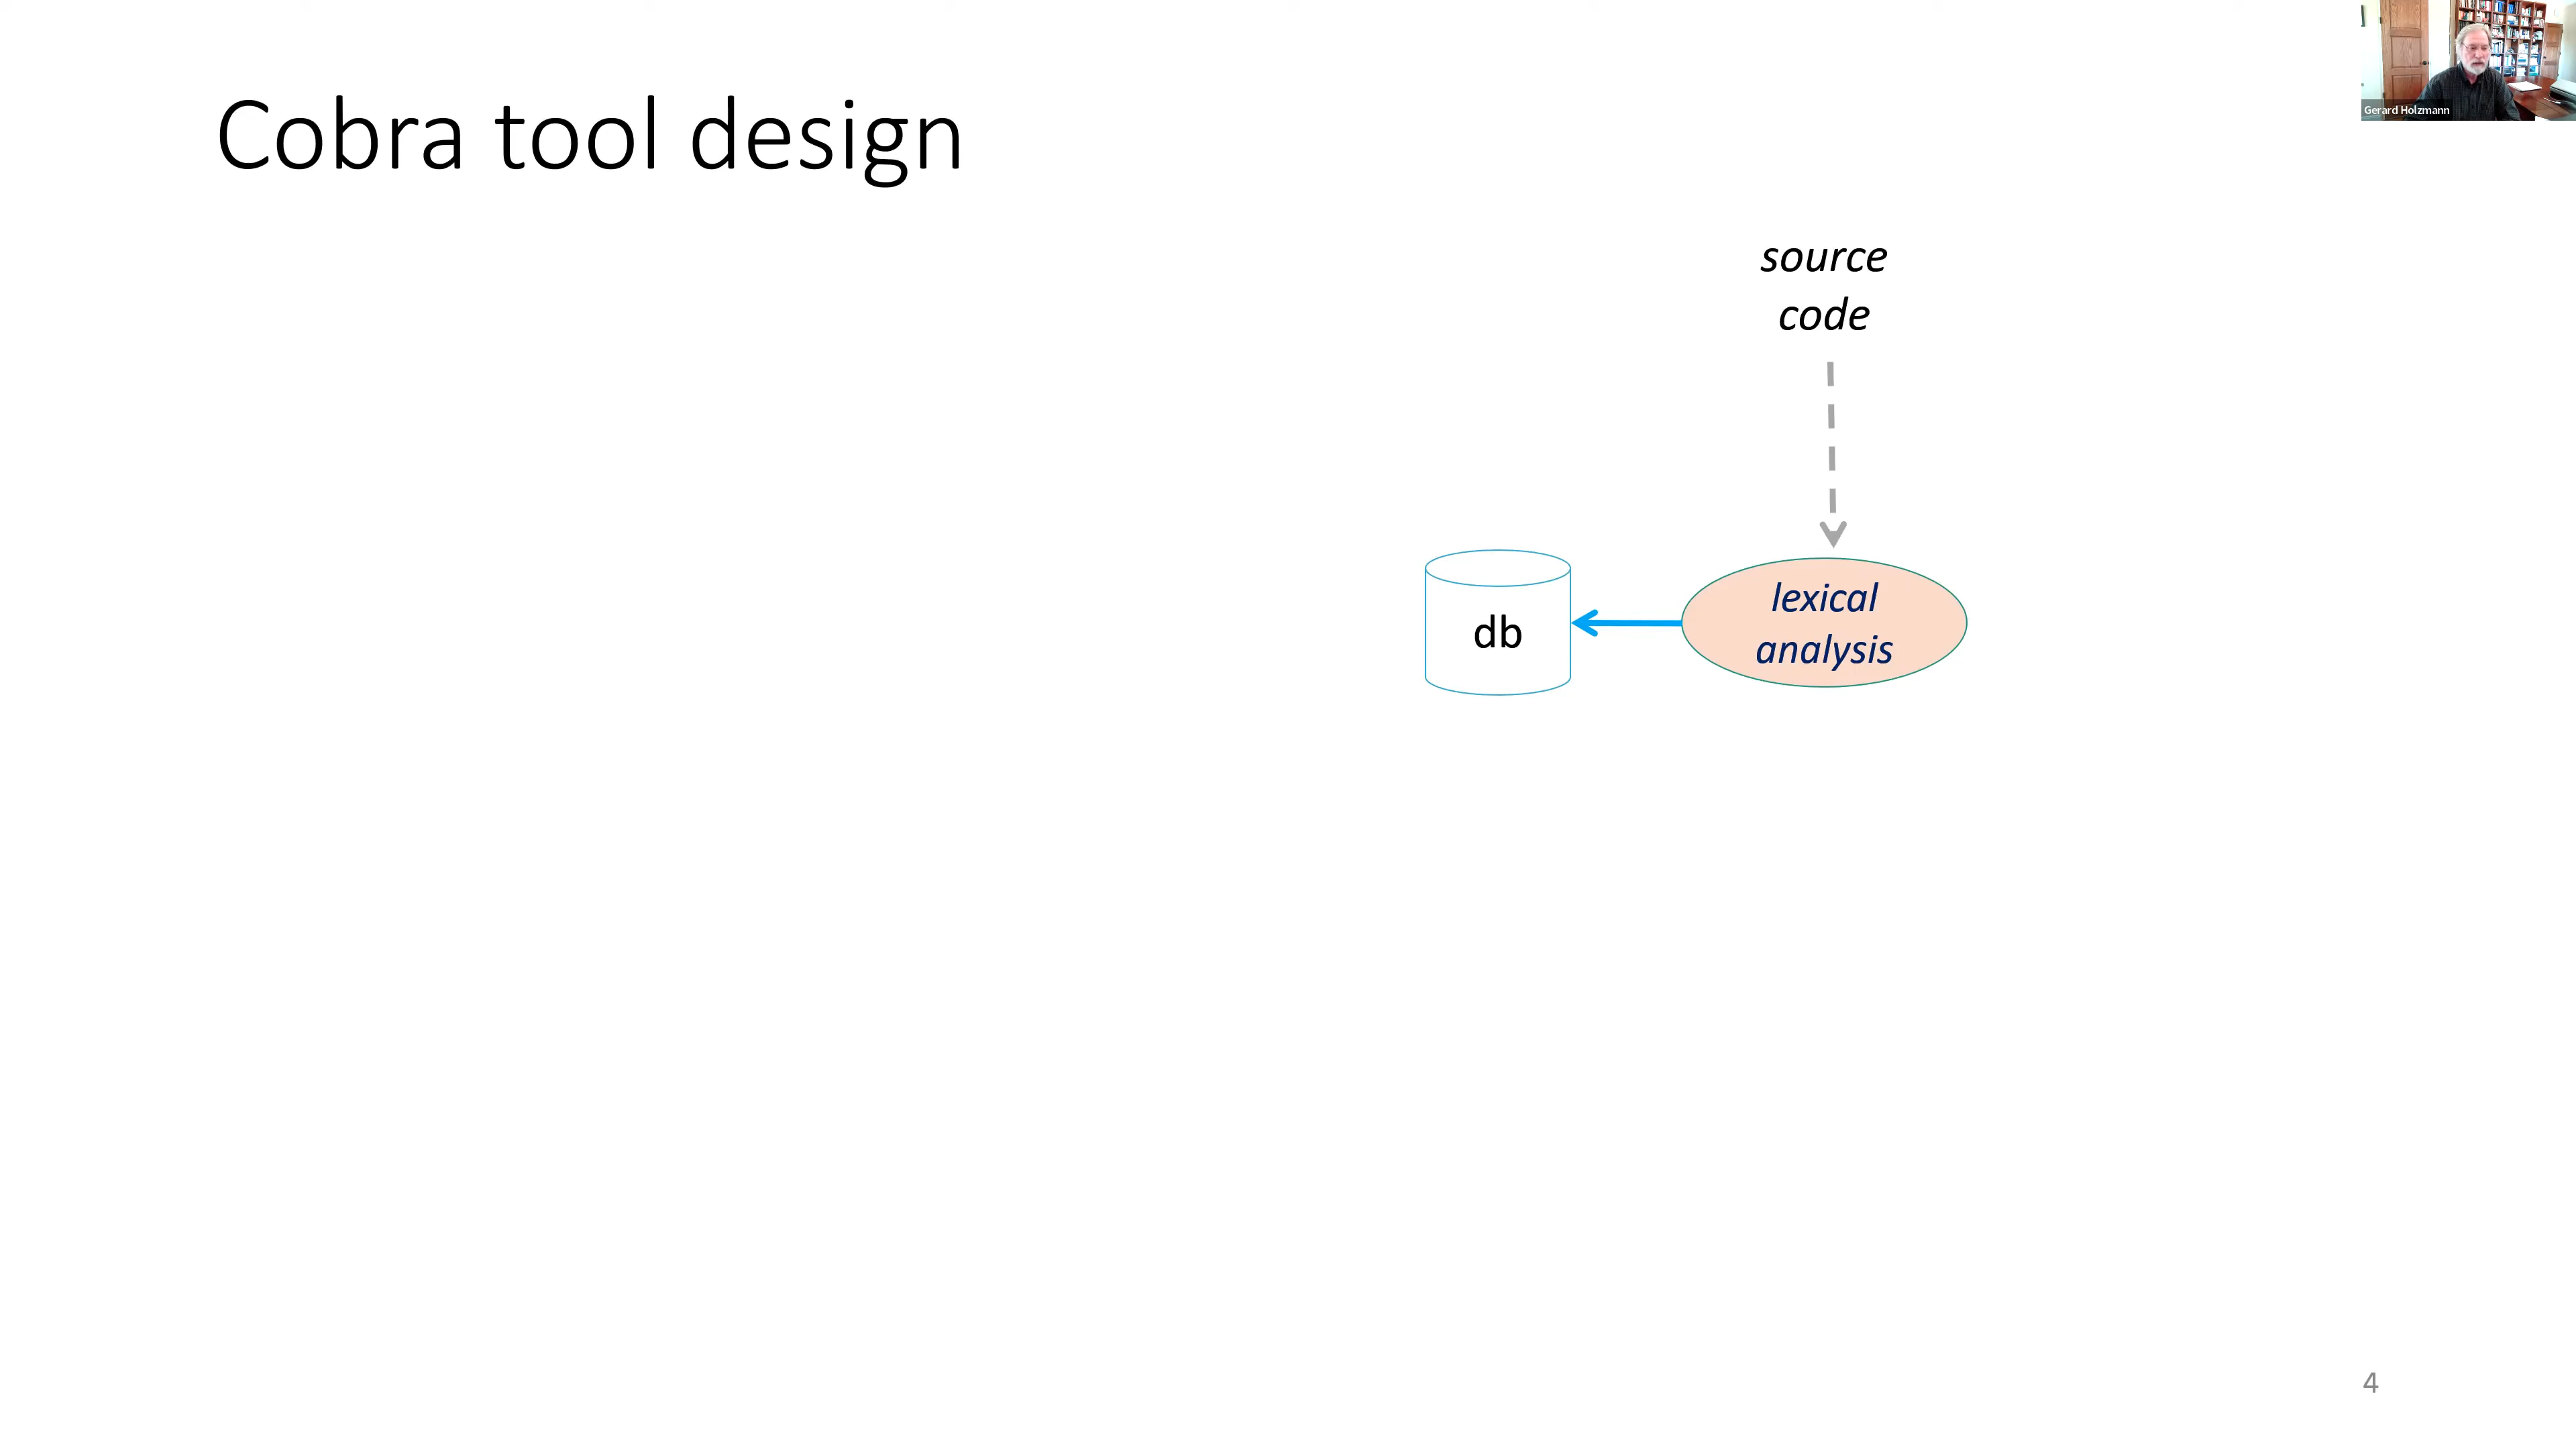 Gerard Holzmann
Cobra tool design
source
code
lexical
analysis
db
4